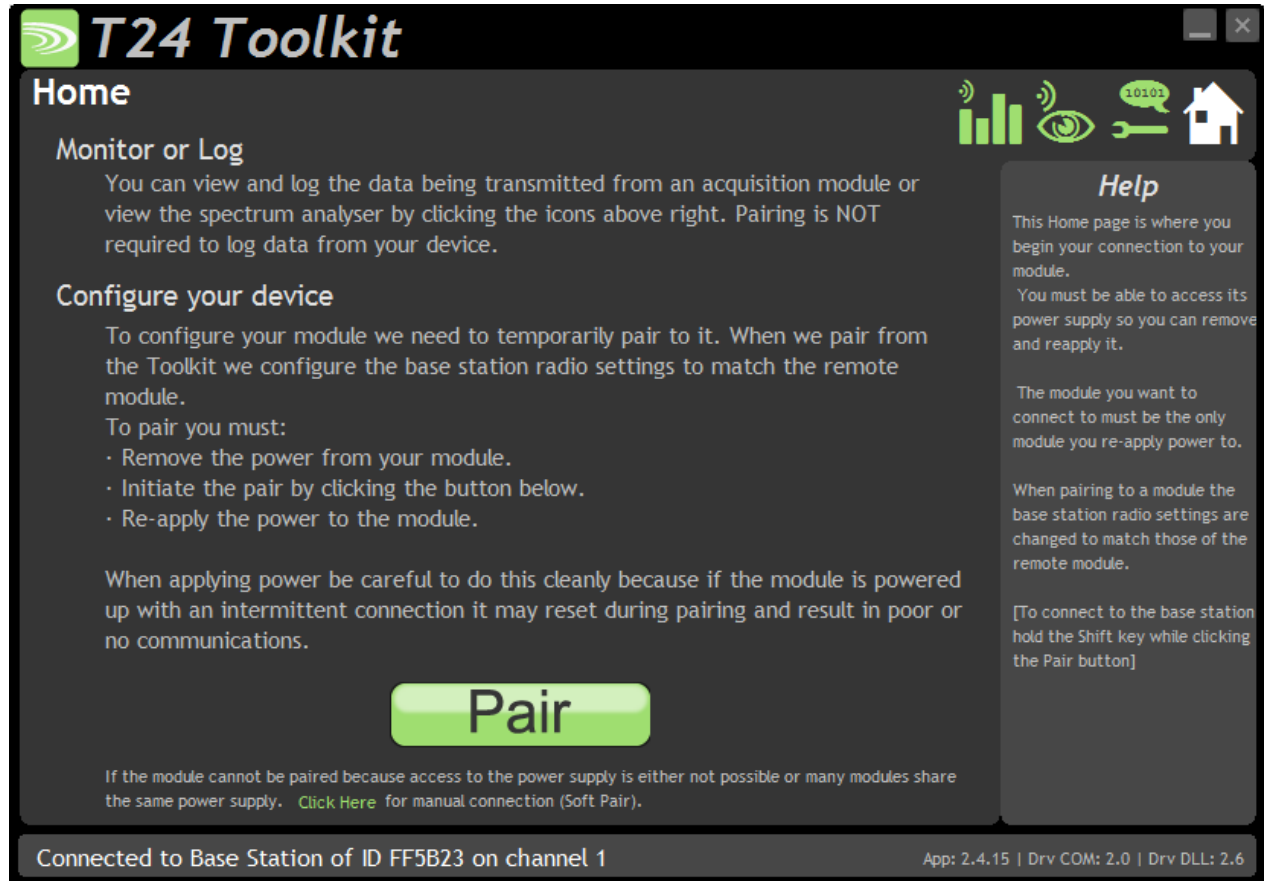 T24 Toolkit
Home
10101
Monitor or Log
You can view and log the data being transmitted from an acquisition module or
view the spectrum analyser by clicking the icons above right. Pairing is NOT
required to log data from your device.
Configure your device
To configure your module we need to temporarily pair to it. When we pair from
the Toolkit we configure the base station radio settings to match the remote
module.
To pair you must:
· Remove the power from your module.
· Initiate the pair by clicking the button below.
· Re-apply the power to the module.
When applying power be careful to do this cleanly because if the module is powered
up with an intermittent connection it may reset during pairing and result in poor or
no communications.
Pair
If the module cannot be paired because access to the power supply is either not possible or many modules share
the same power supply. Click Here for manual connection (Soft Pair).
Help
This Home page is where you
begin your connection to your
module.
You must be able to access its
power supply so you can remove
and reapply it.
The module you want to
connect to must be the only
module you re-apply power to.
When pairing to a module the
base station radio settings are
changed to match those of the
remote module.
[To connect to the base station
hold the Shift key while clicking
the Pair button]
Connected to Base Station of ID FF5B23 on channel 1
App: 2.4.15 | Drv COM: 2.0 | Drv DLL: 2.6